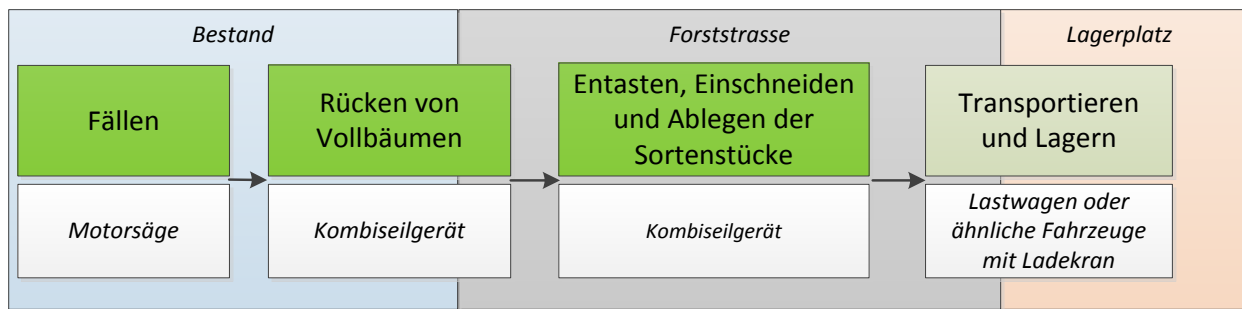 Bestand
Forststrasse
Lagerplatz
Fällen
Rücken von
Vollbäumen
Entasten, Einschneiden
und Ablegen der
Sortenstücke
Transportieren
und Lagern
Motorsäge
Kombiseilgerät
Kombiseilgerät
Lastwagen oder
ähnliche Fahrzeuge
mit Ladekran